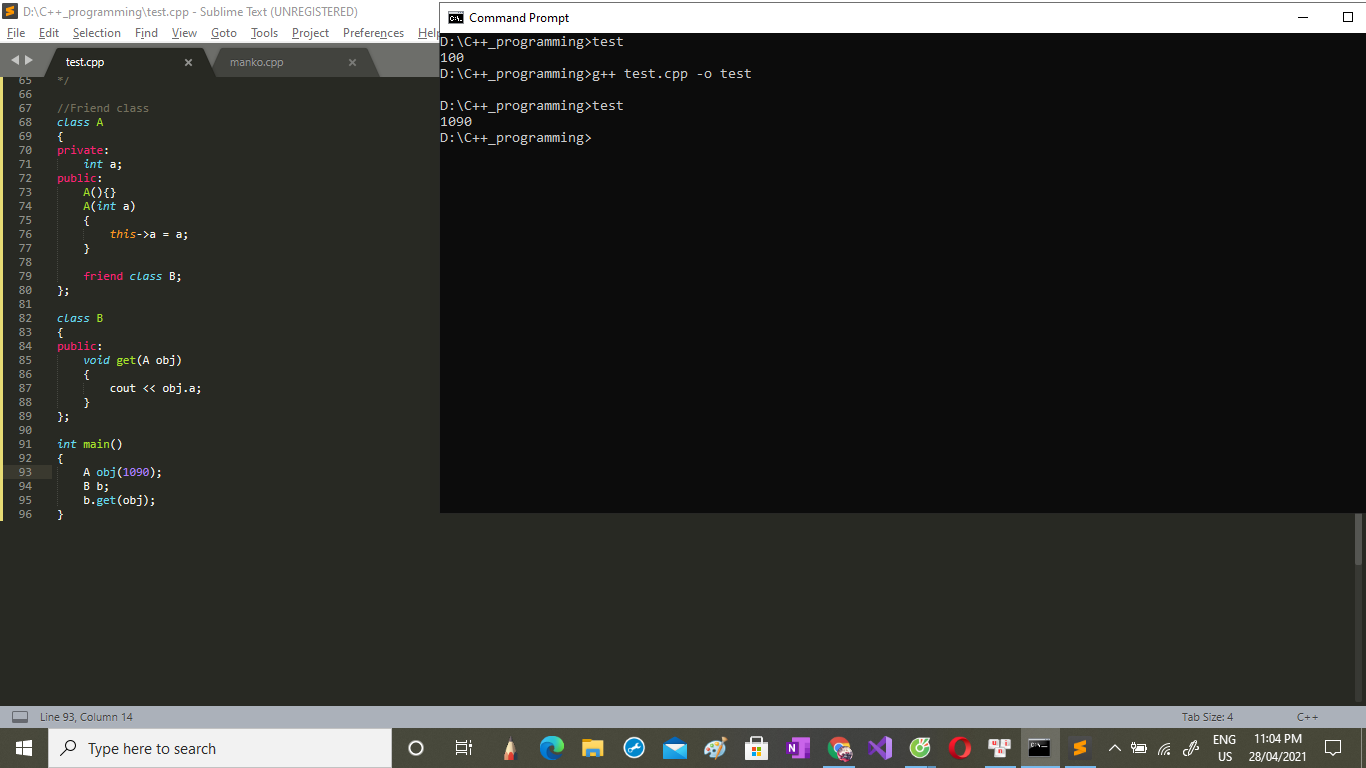 D:\C++_programming\test.cpp - Sublime Text (UNREGISTERED)
File Edit Selection Find View Goto Tools Project Preferences Help
test.cpp
manko.cpp
65 */
66
67 //Friend class
68 class A
69 {
70 private:
71 int a;
72 public:
73 A(){}
74 A(int a)
75 {
76 this->a = a;
77 }
78
79 friend class B;
80 };
81
82 class B
83 {
84 public:
85 void get(A obj)
86 {
87 cout << obj.a;
88 }
89 };
90
91 int main()
92 {
93 A obj(1090);
94 B b;
95 b.get(obj);
96 }
Command Prompt
D:\C++_programming>test
100
D:\C++_programming>g++ test.cpp -o test
D:\C++_programming>test
1090
D:\C++_programming>
Line 93, Column 14
Tab Size: 4
C++
Type here to search
ENG
US
11:04 PM
28/04/2021